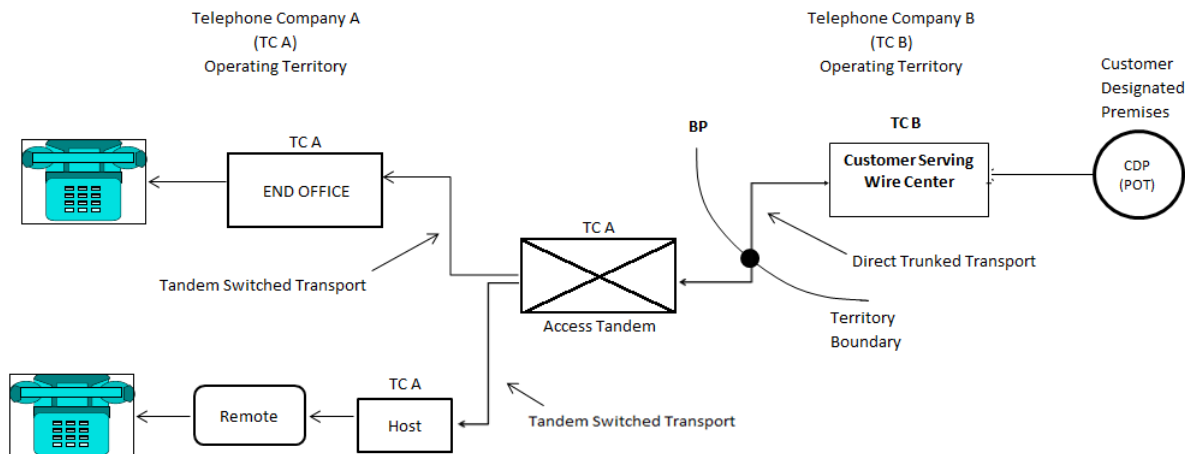 Telephone Company A
(TC A)
Operating Territory
Telephone Company B
(TC B)
Operating Territory
Customer
Designated
Premises
BP
TC A
END OFFICE
TC B
Customer Serving
Wire Center
CDP
(POT)
TC A
Access Tandem
Tandem Switched Transport
Direct Trunked Transport
Territory
Boundary
TC A
Remote
Host
Tandem Switched Transport